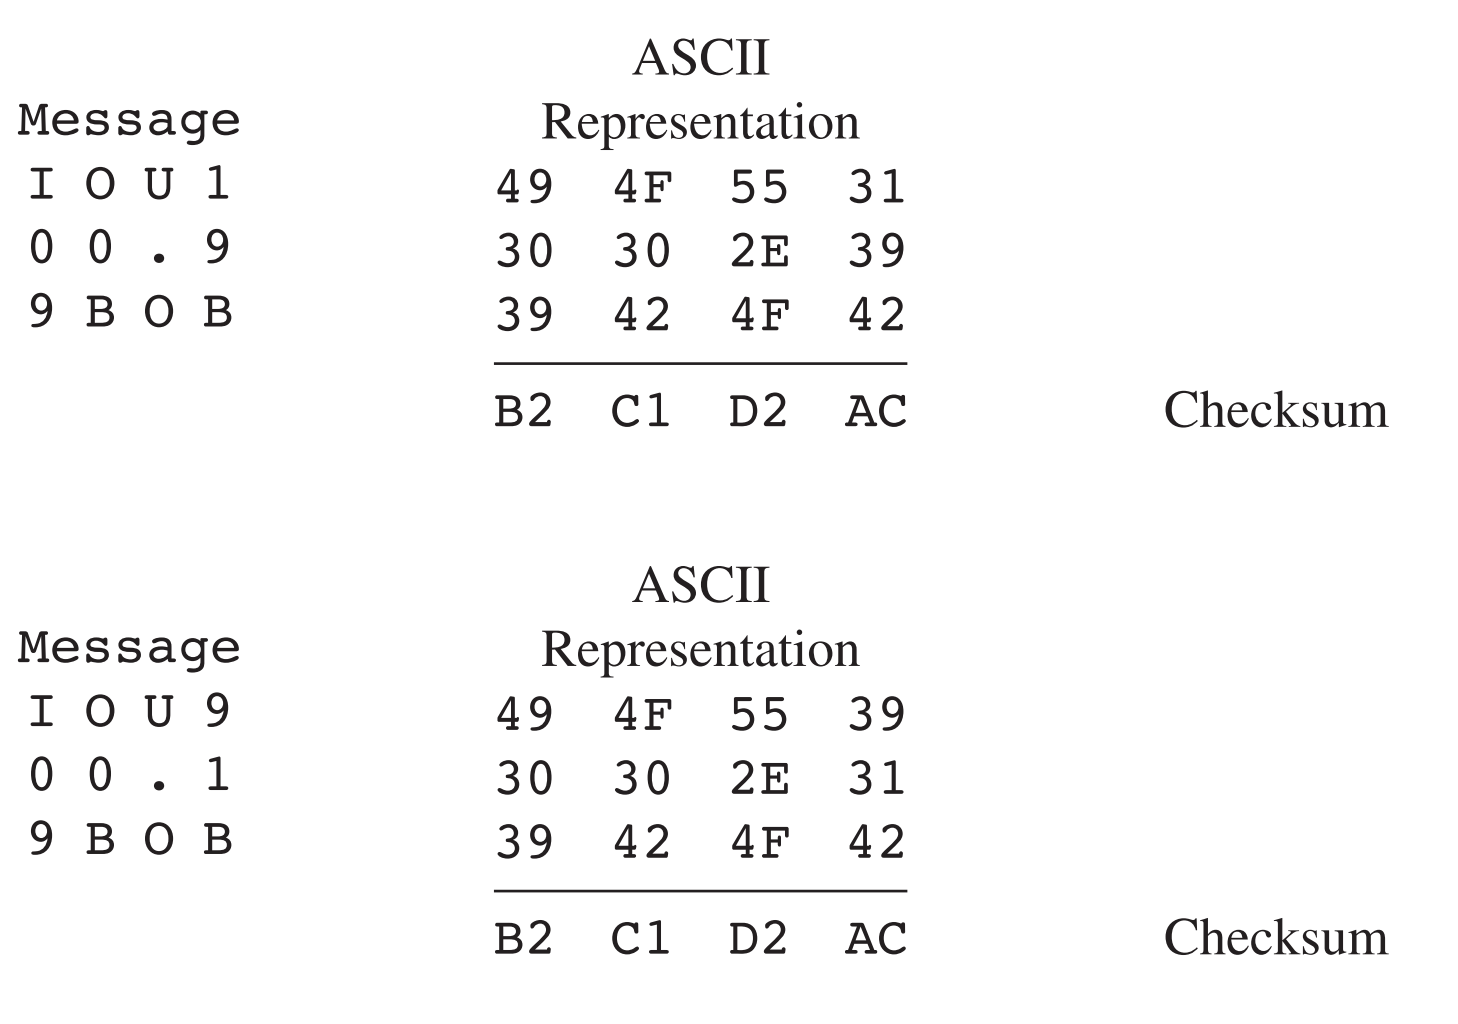 ASCII
Message Representation
I O U 1 49 4F 55 31
0 0 . 9 30 30 2E 39
9 B O B 39 42 4F 42
B2 C1 D2 AC Checksum
ASCII
Message Representation
I O U 9 49 4F 55 39
0 0 . 1 30 30 2E 31
9 B O B 39 42 4F 42
B2 C1 D2 AC Checksum